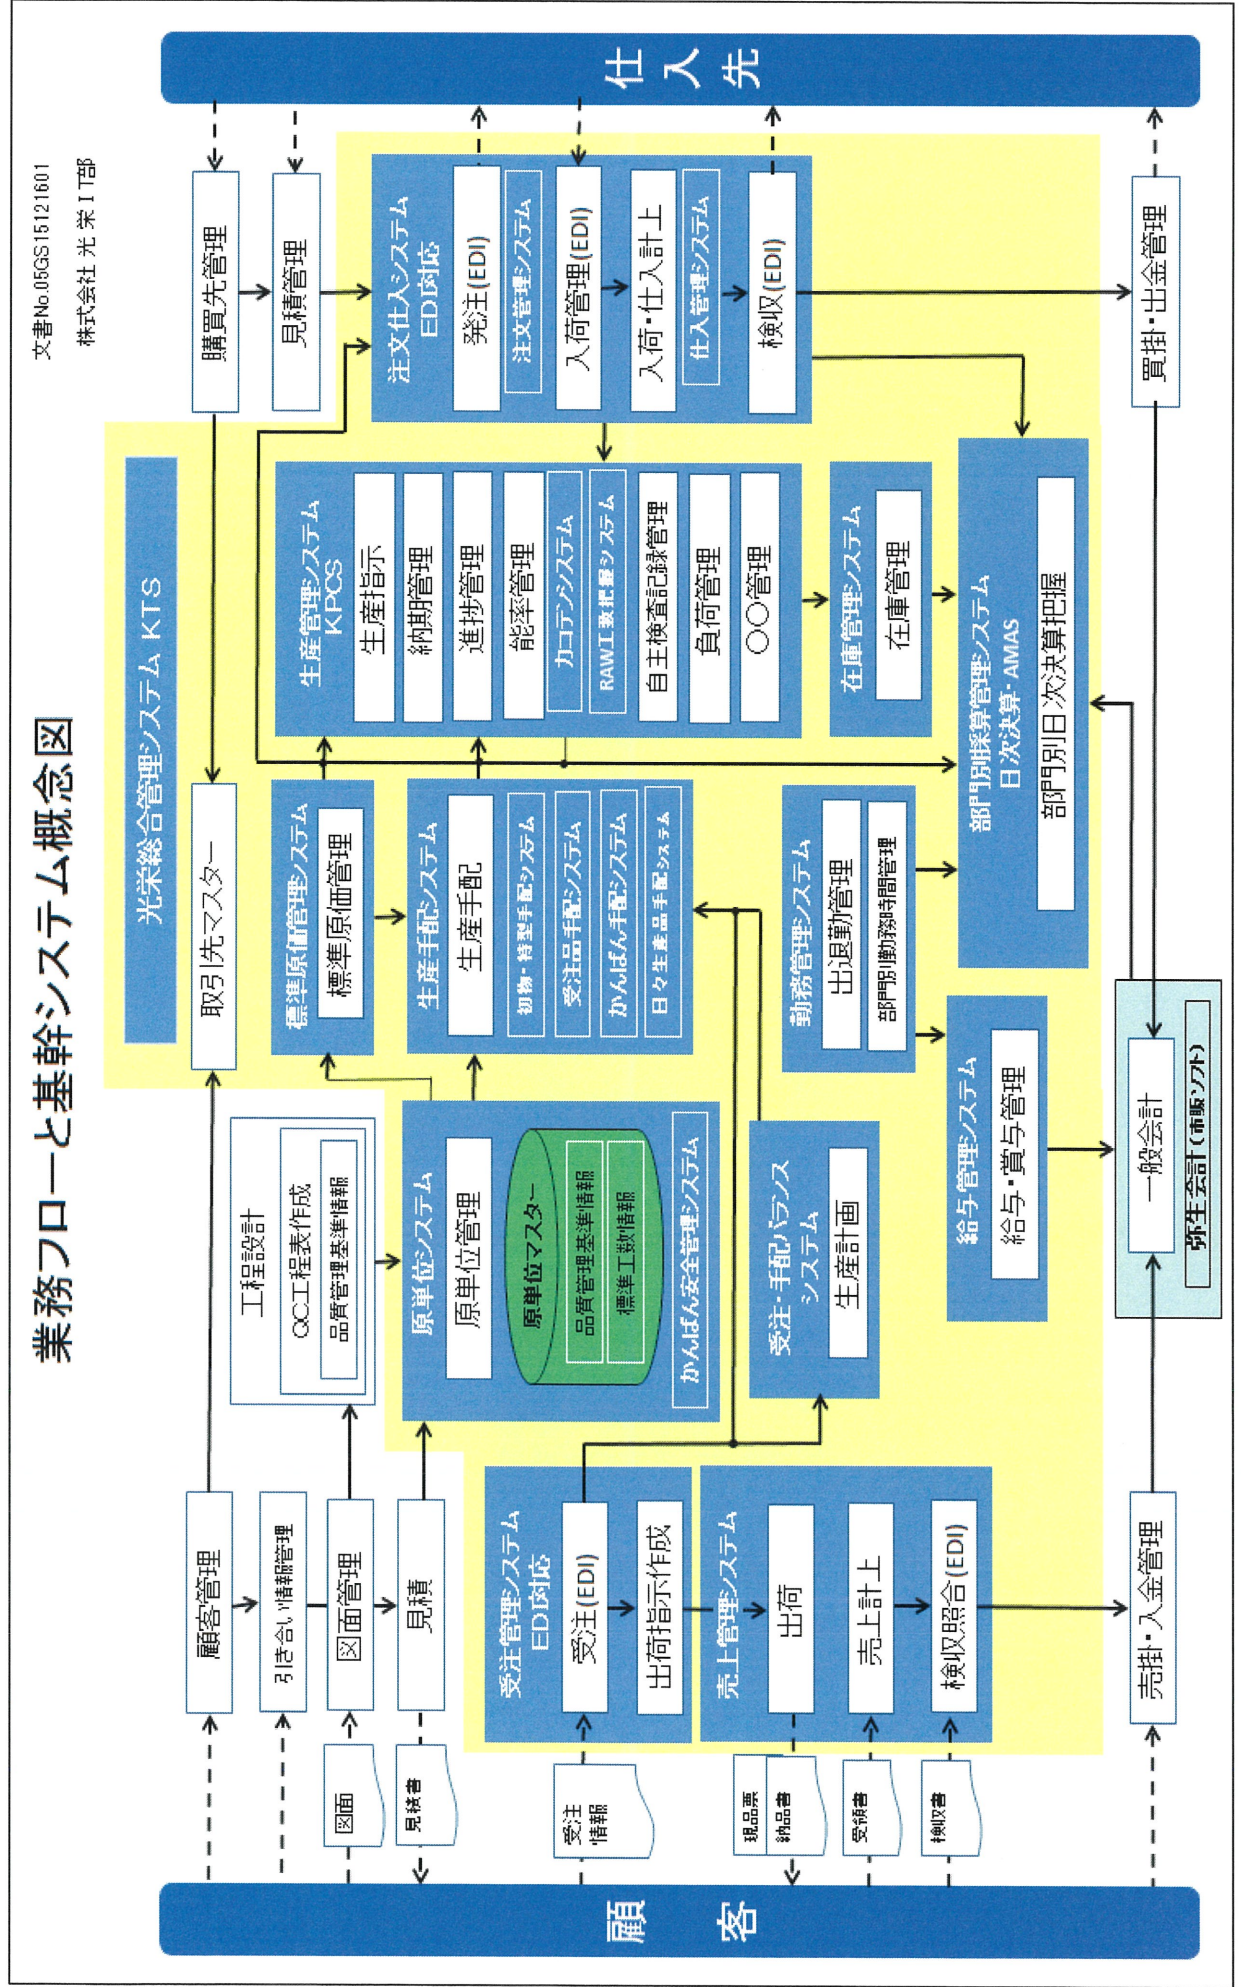 業務フローと基幹システム概念図
文書No.05GS15121601
株式会社 光 栄 I T部
光栄総合管理システム KTS
顧 客
仕 入 先
顧客管理
引き合い情報管理
図面管理
見積
図面
見積書
受注
情報
現品票
納品書
受領書
検収書
取引先マスター
購買先管理
見積管理
工程設計
QC工程表作成
品質管理基準情報
原単位システム
原単位管理
原単位マスター
品質管理基準情報
標準工数情報
かんばん安全管理システム
標準原価管理システム
標準原価管理
生産手配システム
生産手配
初物・特型手配システム
受注品手配システム
かんばん手配システム
日々生産品手配システム
生産管理システム
KPCS
生産指示
納期管理
進捗管理
能率管理
カコテンシステム
RAW工数把握システム
自主検査記録管理
負荷管理
〇〇管理
注文仕入システム
EDI対応
発注(EDI)
注文管理システム
入荷管理(EDI)
入荷・仕入計上
仕入管理システム
検収(EDI)
受注管理システム
EDI対応
受注(EDI)
出荷指示作成
売上管理システム
出荷
売上計上
検収照合(EDI)
受注・手配バランス
システム
生産計画
勤務管理システム
出退勤管理
部門別勤務時間管理
在庫管理システム
在庫管理
給与管理システム
給与・賞与管理
部門別採算管理システム
日次決算・AMAS
部門別日次決算把握
売掛・入金管理
一般会計
弥生会計(市販ソフト)
買掛・出金管理